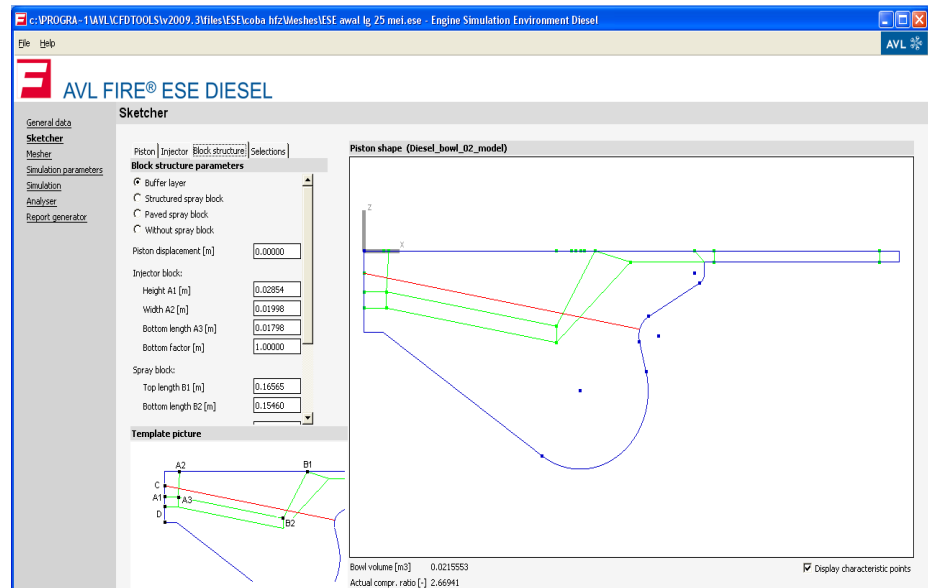 c:\PROGRA~1\AVL\CFDTOOLS\v2009.3\files\ESE\coba hfz\Meshes\ESE awal lg 25 mei.ese - Engine Simulation Environment Diesel
File Help
AVL
AVL FIRE® ESE DIESEL
Sketcher
General data
Sketcher
Mesher
Simulation parameters
Simulation
Analyser
Report generator
Piston Injector Block structure Selections
Block structure parameters
Buffer layer
Structured spray block
Paved spray block
Without spray block
Piston displacement [m] 0.00000
Injector block:
Height A1 [m] 0.02854
Width A2 [m] 0.01998
Bottom length A3 [m] 0.01798
Bottom factor [m] 1.00000
Spray block:
Top length B1 [m] 0.16565
Bottom length B2 [m] 0.15460
Template picture
A2 B1
C
A1 A3
D
B2
Piston shape (Diesel_bowl_02_model)
Z
X
Bowl volume [m3] 0.0215553
Actual compr. ratio [-] 2.66941
Display characteristic points